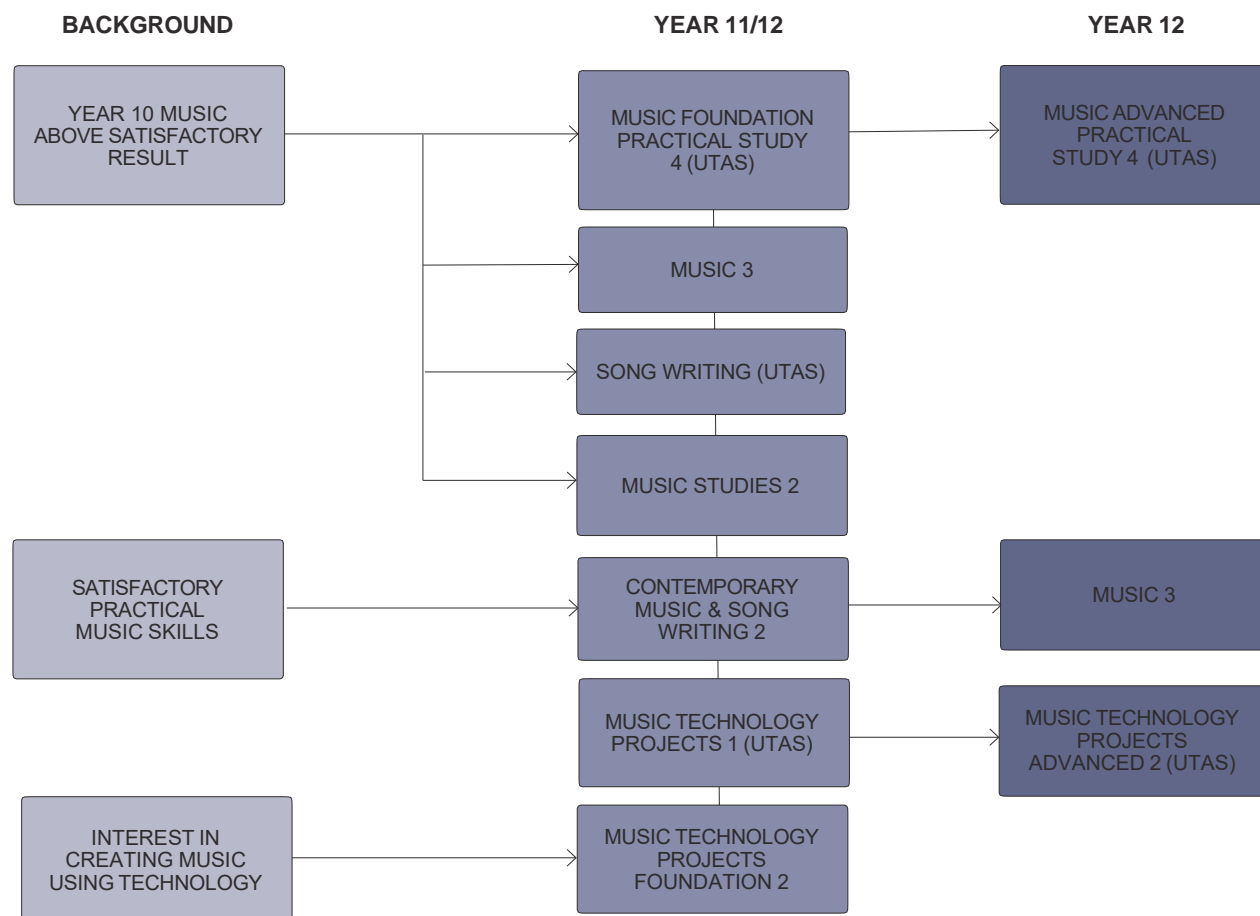 BACKGROUND
YEAR 11/12
YEAR 12
YEAR 10 MUSIC
ABOVE SATISFACTORY
RESULT
MUSIC FOUNDATION
PRACTICAL STUDY
4 (UTAS)
MUSIC ADVANCED
PRACTICAL
STUDY 4 (UTAS)
MUSIC 3
SONG WRITING (UTAS)
MUSIC STUDIES 2
SATISFACTORY
PRACTICAL
MUSIC SKILLS
CONTEMPORARY
MUSIC & SONG
WRITING 2
MUSIC 3
MUSIC TECHNOLOGY
PROJECTS 1 (UTAS)
MUSIC TECHNOLOGY
PROJECTS
ADVANCED 2 (UTAS)
INTEREST IN
CREATING MUSIC
USING TECHNOLOGY
MUSIC TECHNOLOGY
PROJECTS
FOUNDATION 2